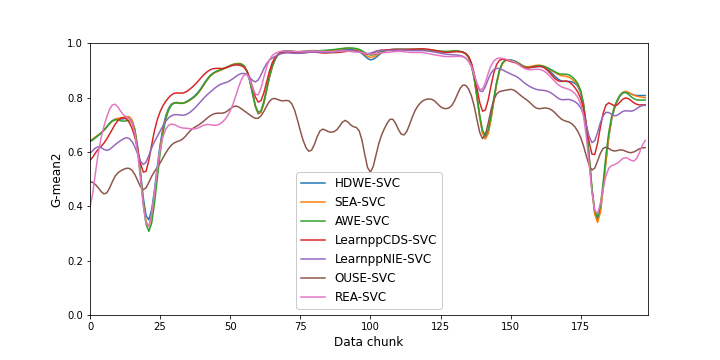 1.0
0.8
0.6
0.4
0.2
0.0
G-mean2
HDWE-SVC
SEA-SVC
AWE-SVC
LearnppCDS-SVC
LearnppNIE-SVC
OUSE-SVC
REA-SVC
0 25 50 75 100 125 150 175
Data chunk